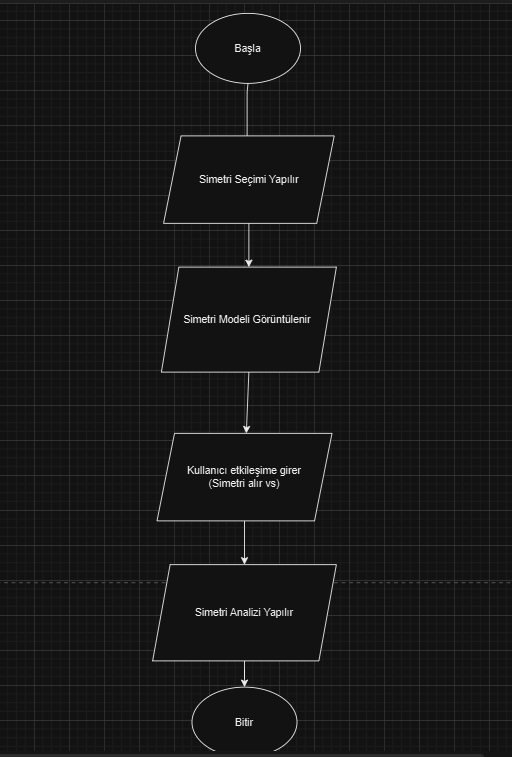 Başla
Simetri Seçimi Yapılır
Simetri Modeli Görüntülenir
Kullanıcı etkileşime girer
(Simetri alır vs)
Simetri Analizi Yapılır
Bitir